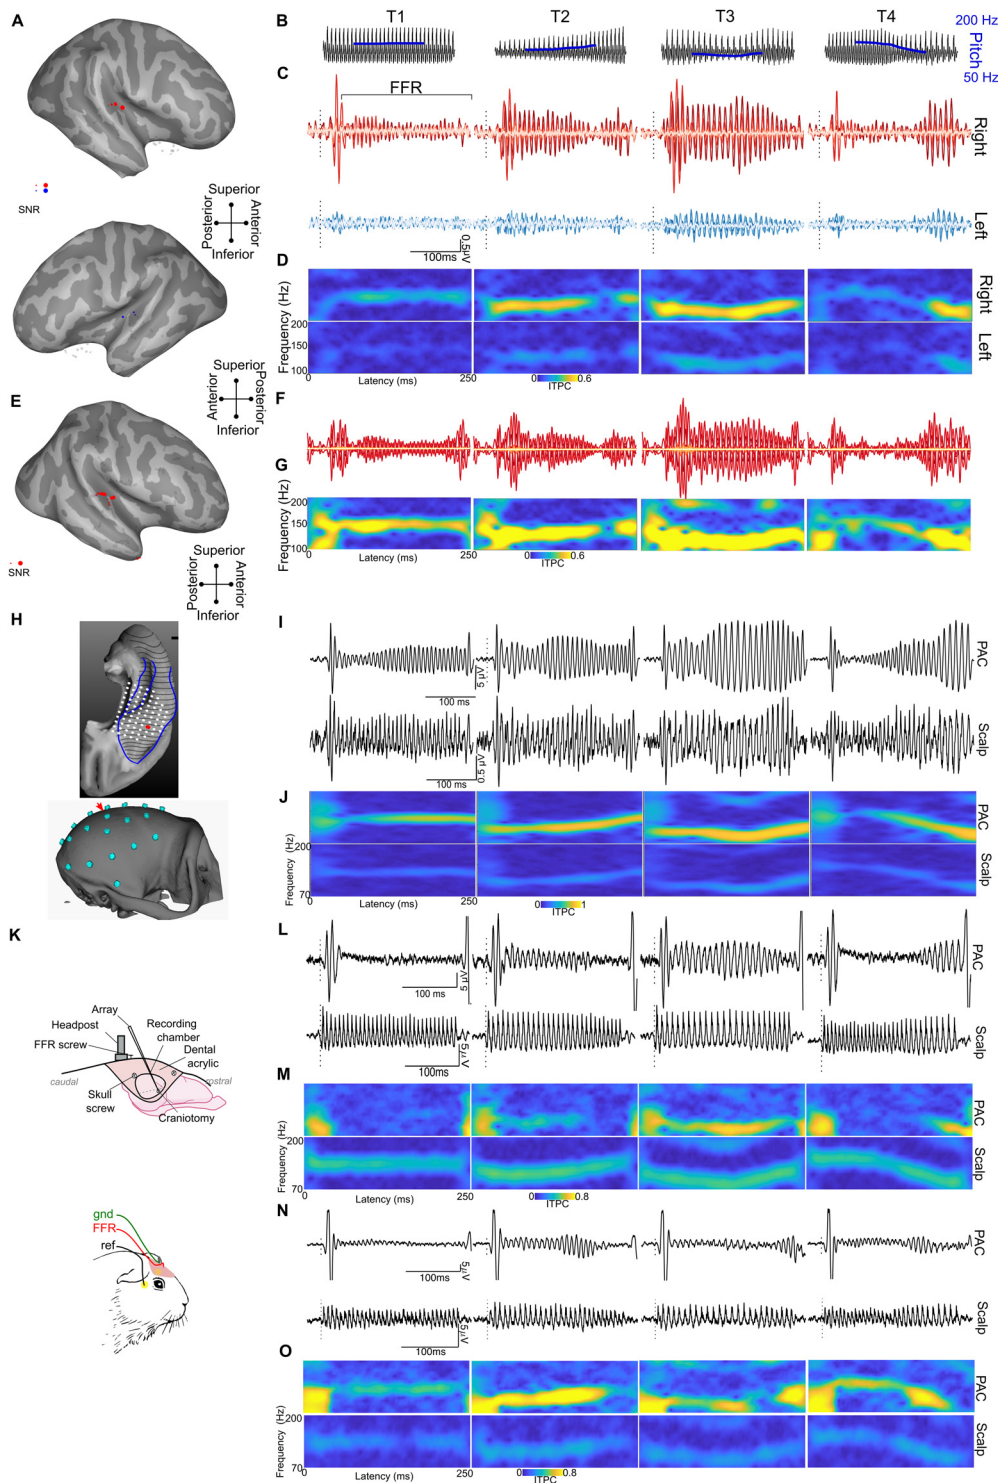 A
SNR
Superior
Posterior
Anterior
Inferior
Superior
Anterior
Posterior
Inferior
B
T1
T2
T3
T4
200 Hz
Pitch
50 Hz
C
FFR
Right
Left
0.5µV
100ms
D
Right
Left
Frequency (Hz)
200
100
0
250
Latency (ms)
0
0.6
ITPC
E
SNR
Superior
Posterior
Anterior
Inferior
F
G
Frequency (Hz)
200
150
100
0
250
Latency (ms)
0
0.6
ITPC
H
I
PAC
5 µV
100 ms
Scalp
0.5 µV
100 ms
J
PAC
Scalp
Frequency (Hz)
200
70
0
250
Latency (ms)
0
1
ITPC
K
Array
Headpost
Recording
chamber
FFR screw
Dental
acrylic
caudal
rostral
Skull
screw
Craniotomy
gnd
FFR
ref
L
PAC
5 µV
100 ms
Scalp
5 µV
100ms
M
PAC
Scalp
Frequency (Hz)
200
70
0
250
Latency (ms)
0
0.8
ITPC
N
PAC
5µV
100ms
Scalp
5 µV
100ms
O
PAC
Scalp
Frequency (Hz)
200
70
0
250
Latency (ms)
0
0.8
ITPC